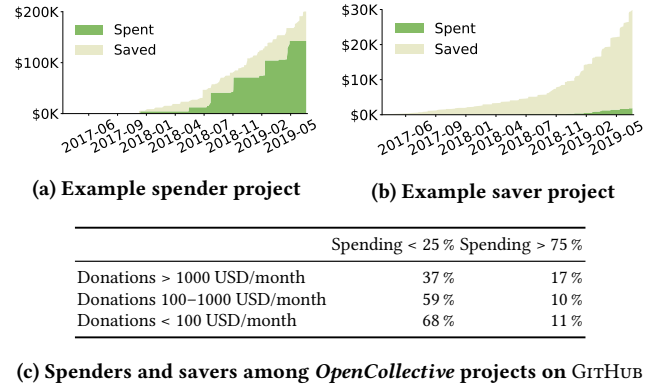 $200K
$100K
$0K
Spent
Saved
2017-06
2017-09
2018-01
2018-04
2018-07
2018-11
2019-02
2019-05
(a) Example spender project
$30K
$20K
$10K
$0K
Spent
Saved
2017-06
2017-09
2018-01
2018-04
2018-07
2018-11
2019-02
2019-05
(b) Example saver project
Spending < 25 % Spending > 75 %
Donations > 1000 USD/month 37 % 17 %
Donations 100–1000 USD/month 59 % 10 %
Donations < 100 USD/month 68 % 11 %
(c) Spenders and savers among OpenCollective projects on GITHUB